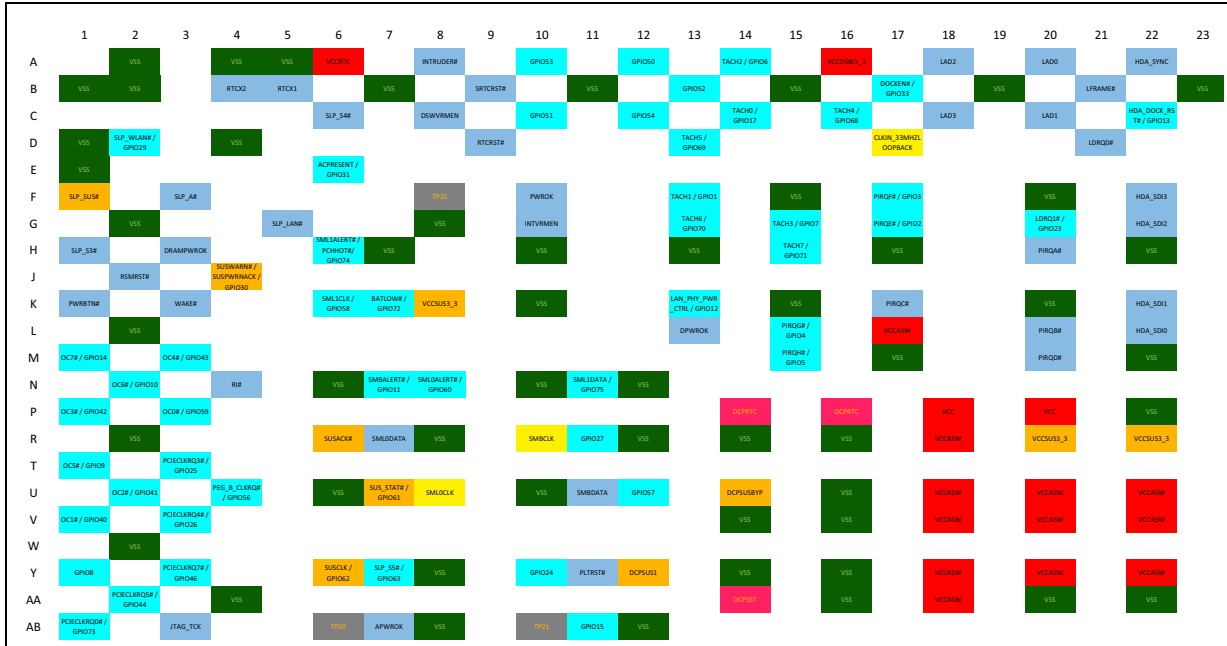 1 2 3 4 5 6 7 8 9 10 11 12 13 14 15 16 17 18 19 20 21 22 23
A VSS VSS VSS VCCRTC INTRUDER# GPIO53 GPIO50 TACH2 / GPIO6 VCCDSW3_3 LAD2 LAD0 HDA_SYNC
B VSS VSS RTCX2 RTCX1 VSS SRTCRST# VSS GPIO52 VSS DOCKEN# / GPIO33 VSS LFRAME# VSS
C SLP_S4# DSWVRMEN GPIO51 GPIO54 TACH0 / GPIO17 TACH4 / GPIO68 LAD3 LAD1 HDA_DOCK_RST# / GPIO13
D VSS SLP_WLAN# / GPIO29 VSS RTCRST# TACH5 / GPIO69 CLKIN_33MHZLOOPBACK LDRQ0#
E VSS ACPRESENT / GPIO31
F SLP_SUS# SLP_A# TP25 PWROK TACH1 / GPIO1 VSS PIRQF# / GPIO3 VSS HDA_SDI3
G VSS SLP_LAN# VSS INTVRMEN TACH6 / GPIO70 TACH3 / GPIO7 PIRQE# / GPIO2 LDRQ1# / GPIO23 HDA_SDI2
H SLP_S3# DRAMPWROK SML1ALERT# / PCHHOT# / GPIO74 VSS VSS VSS TACH7 / GPIO71 VSS PIRQA# VSS
J RSMRST# SUSWARN# / SUSPWRNACK / GPIO30
K PWRBTN# WAKE# SML1CLK / GPIO58 BATLOW# / GPIO72 VCCSUS3_3 VSS LAN_PHY_PWR_CTRL / GPIO12 VSS PIRQC# VSS HDA_SDI1
L VSS DPWROK PIRQG# / GPIO4 VCCASW PIRQB# HDA_SDI0
M OC7# / GPIO14 OC4# / GPIO43 PIRQH# / GPIO5 VSS PIRQD# VSS
N OC6# / GPIO10 RI# VSS SMBALERT# / GPIO11 SML0ALERT# / GPIO60 VSS SML1DATA / GPIO75 VSS
P OC3# / GPIO42 OC0# / GPIO59 DCPRTC DCPRTC VCC VCC VSS
R VSS SUSACK# SML0DATA VSS SMBCLK GPIO27 VSS VSS VSS VCCASW VCCSUS3_3 VCCSUS3_3
T OC5# / GPIO9 PCIECLKRQ3# / GPIO25
U OC2# / GPIO41 PEG_B_CLKRQ# / GPIO56 VSS SUS_STAT# / GPIO61 SML0CLK VSS SMBDATA GPIO57 DCPSUSBYP VSS VCCASW VCCASW VCCASW
V OC1# / GPIO40 PCIECLKRQ4# / GPIO26 VSS VSS VCCASW VCCASW VCCASW
W VSS
Y GPIO8 PCIECLKRQ7# / GPIO46 SUSCLK / GPIO62 SLP_S5# / GPIO63 VSS GPIO24 PLTRST# DCPSUS1 VSS VSS VCCASW VCCASW VCCASW
AA PCIECLKRQ5# / GPIO44 VSS DCPSST VSS VCCASW VSS VSS
AB PCIECLKRQ0# / GPIO73 JTAG_TCK TP20 APWROK VSS TP21 GPIO15 VSS